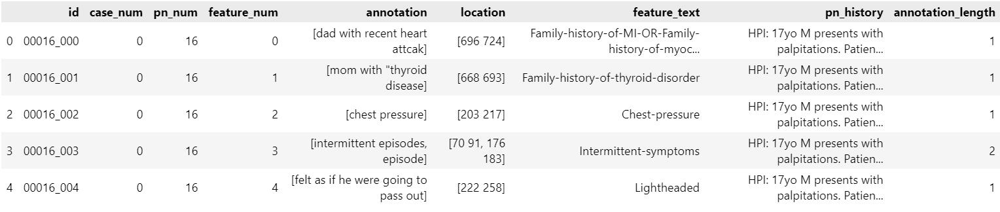 id case_num pn_num feature_num annotation location feature_text pn_history annotation_length
0 00016_000 0 16 0 [dad with recent heart attcak] [696 724] Family-history-of-MI-OR-Family-history-of-myoc... HPI: 17yo M presents with palpitations. Patien... 1
1 00016_001 0 16 1 [mom with "thyroid disease] [668 693] Family-history-of-thyroid-disorder HPI: 17yo M presents with palpitations. Patien... 1
2 00016_002 0 16 2 [chest pressure] [203 217] Chest-pressure HPI: 17yo M presents with palpitations. Patien... 1
3 00016_003 0 16 3 [intermittent episodes, episode] [70 91, 176 183] Intermittent-symptoms HPI: 17yo M presents with palpitations. Patien... 2
4 00016_004 0 16 4 [felt as if he were going to pass out] [222 258] Lightheaded HPI: 17yo M presents with palpitations. Patien... 1